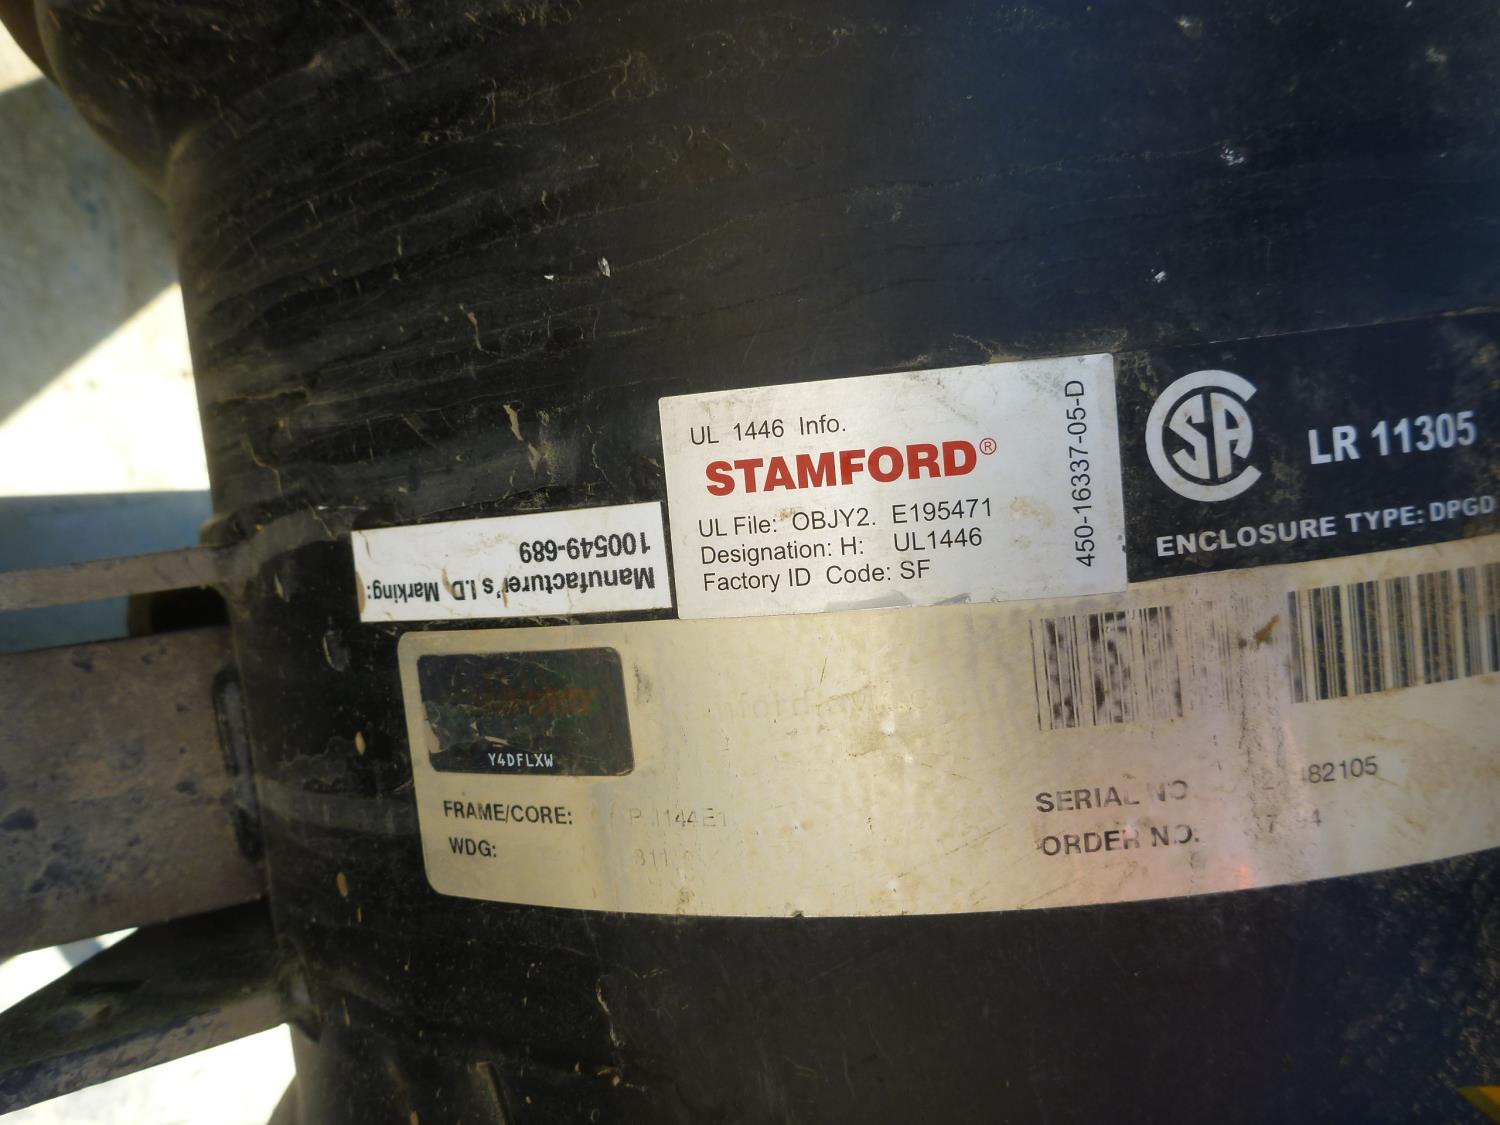 UL 1446 Info.
STAMFORD®
UL File: OBJY2. E195471
Designation: H: UL1446
Factory ID Code: SF
450-16337-05-D
LR 11305
ENCLOSURE TYPE: DPGD
Manufacturer's I.D. Marking:
100549-689
Y4DFLXW
FRAME/CORE:
WDG:
SERIAL NO
ORDER NO.